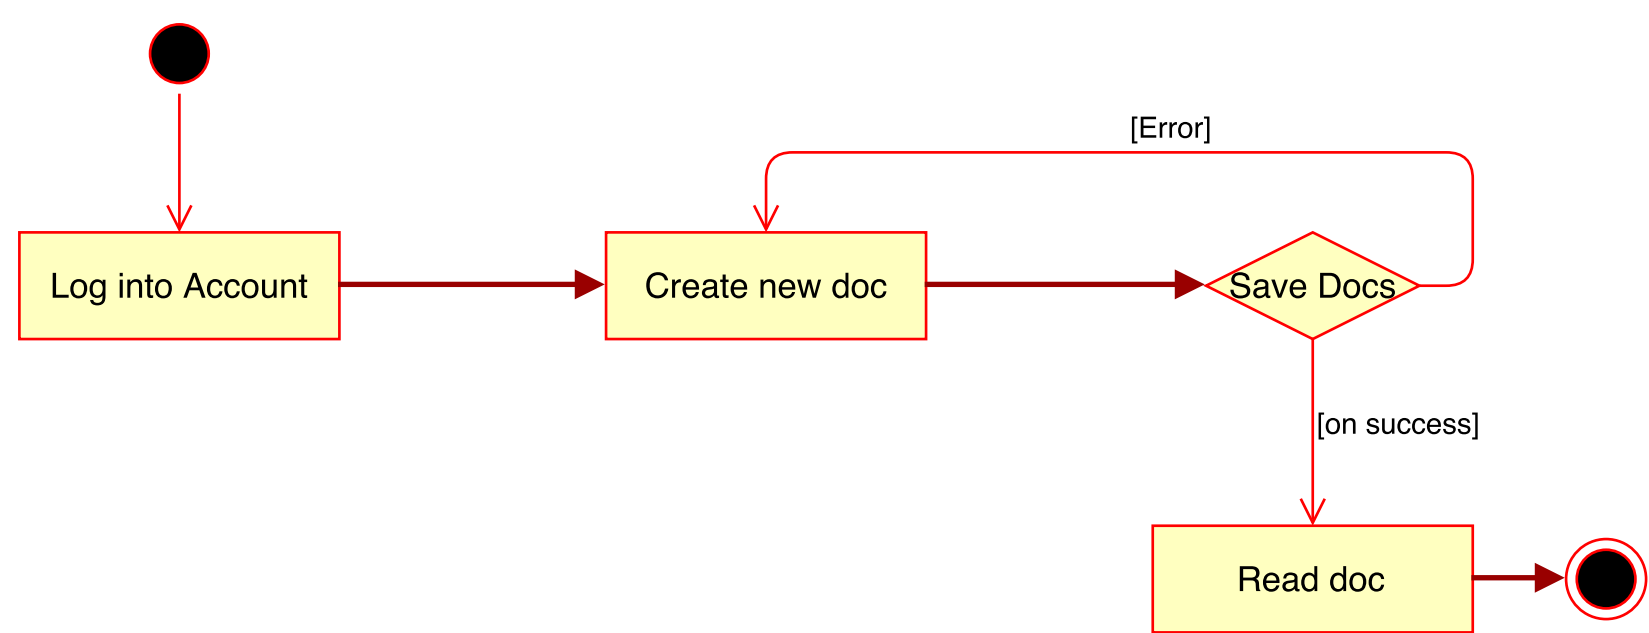 [Error]
Log into Account
Create new doc
Save Docs
[on success]
Read doc